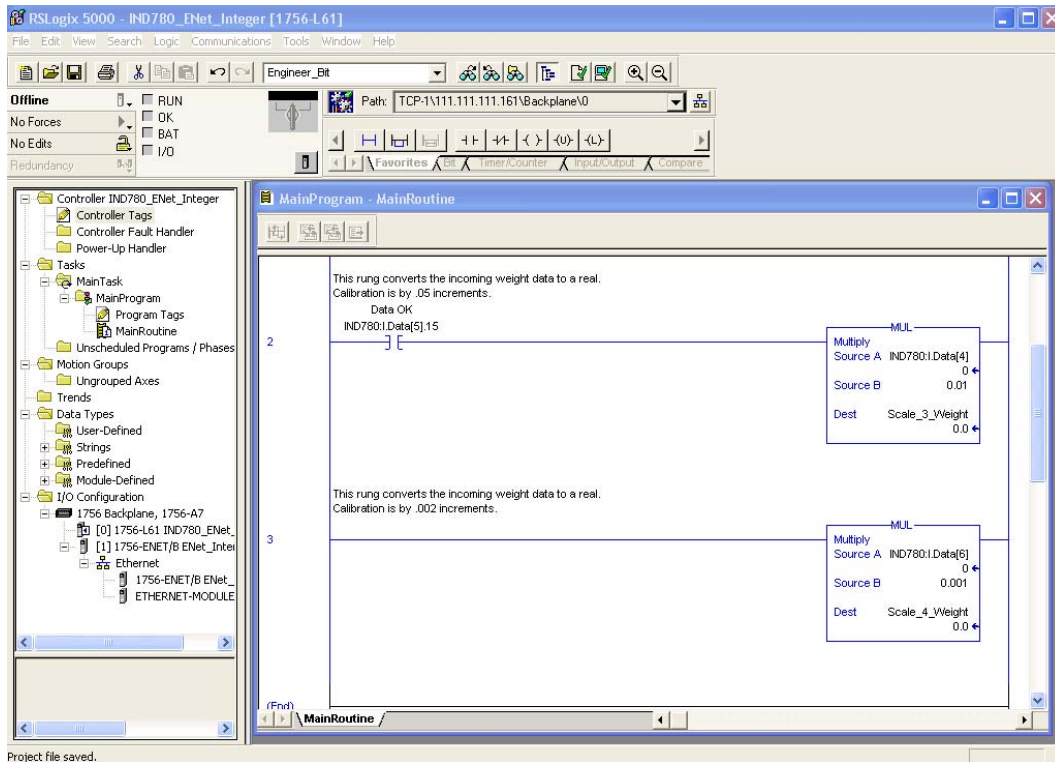 RSLogix 5000 - IND780_ENet_Integer [1756-L61]
File Edit View Search Logic Communications Tools Window Help
Engineer_Bit
Offline
RUN
No Forces
OK
No Edits
BAT
Redundancy
I/O
Path: TCP-1\111.111.111.161\Backplane\0
Favorites Bit Timer/Counter Input/Output Compare
Controller IND780_ENet_Integer
Controller Tags
Controller Fault Handler
Power-Up Handler
Tasks
MainTask
MainProgram
Program Tags
MainRoutine
Unscheduled Programs / Phases
Motion Groups
Ungrouped Axes
Trends
Data Types
User-Defined
Strings
Predefined
Module-Defined
I/O Configuration
1756 Backplane, 1756-A7
[0] 1756-L61 IND780_ENet_
[1] 1756-ENET/B ENet_Inte
Ethernet
1756-ENET/B ENet_
ETHERNET-MODULE
MainProgram - MainRoutine
This rung converts the incoming weight data to a real.
Calibration is by .05 increments.
Data OK
IND780:I.Data[5].15
2
MUL
Multiply
Source A IND780:I.Data[4]
0
Source B 0.01
Dest Scale_3_Weight
0.0
This rung converts the incoming weight data to a real.
Calibration is by .002 increments.
3
MUL
Multiply
Source A IND780:I.Data[6]
0
Source B 0.001
Dest Scale_4_Weight
0.0
(End)
MainRoutine
Project file saved.